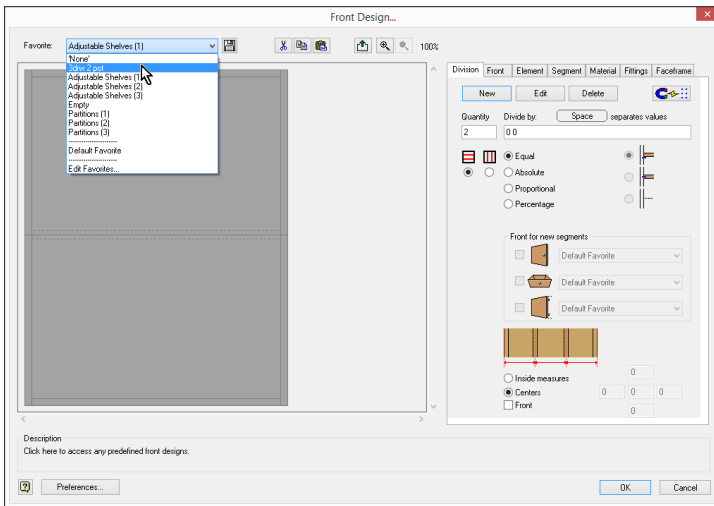 Front Design...
Favorite: Adjustable Shelves (1) 100%
'None'
3drw 2 pot
Adjustable Shelves (1)
Adjustable Shelves (2)
Adjustable Shelves (3)
Empty
Partitions (1)
Partitions (2)
Partitions (3)
----------------------
Default Favorite
----------------------
Edit Favorites...
Division Front Element Segment Material Fittings Faceframe
New Edit Delete
Quantity Divide by: Space separates values
2 0 0
Equal
Absolute
Proportional
Percentage
Front for new segments
Default Favorite
Default Favorite
Default Favorite
Inside measures 0
Centers 0 0 0
Front 0
Description
Click here to access any predefined front designs.
Preferences... OK Cancel